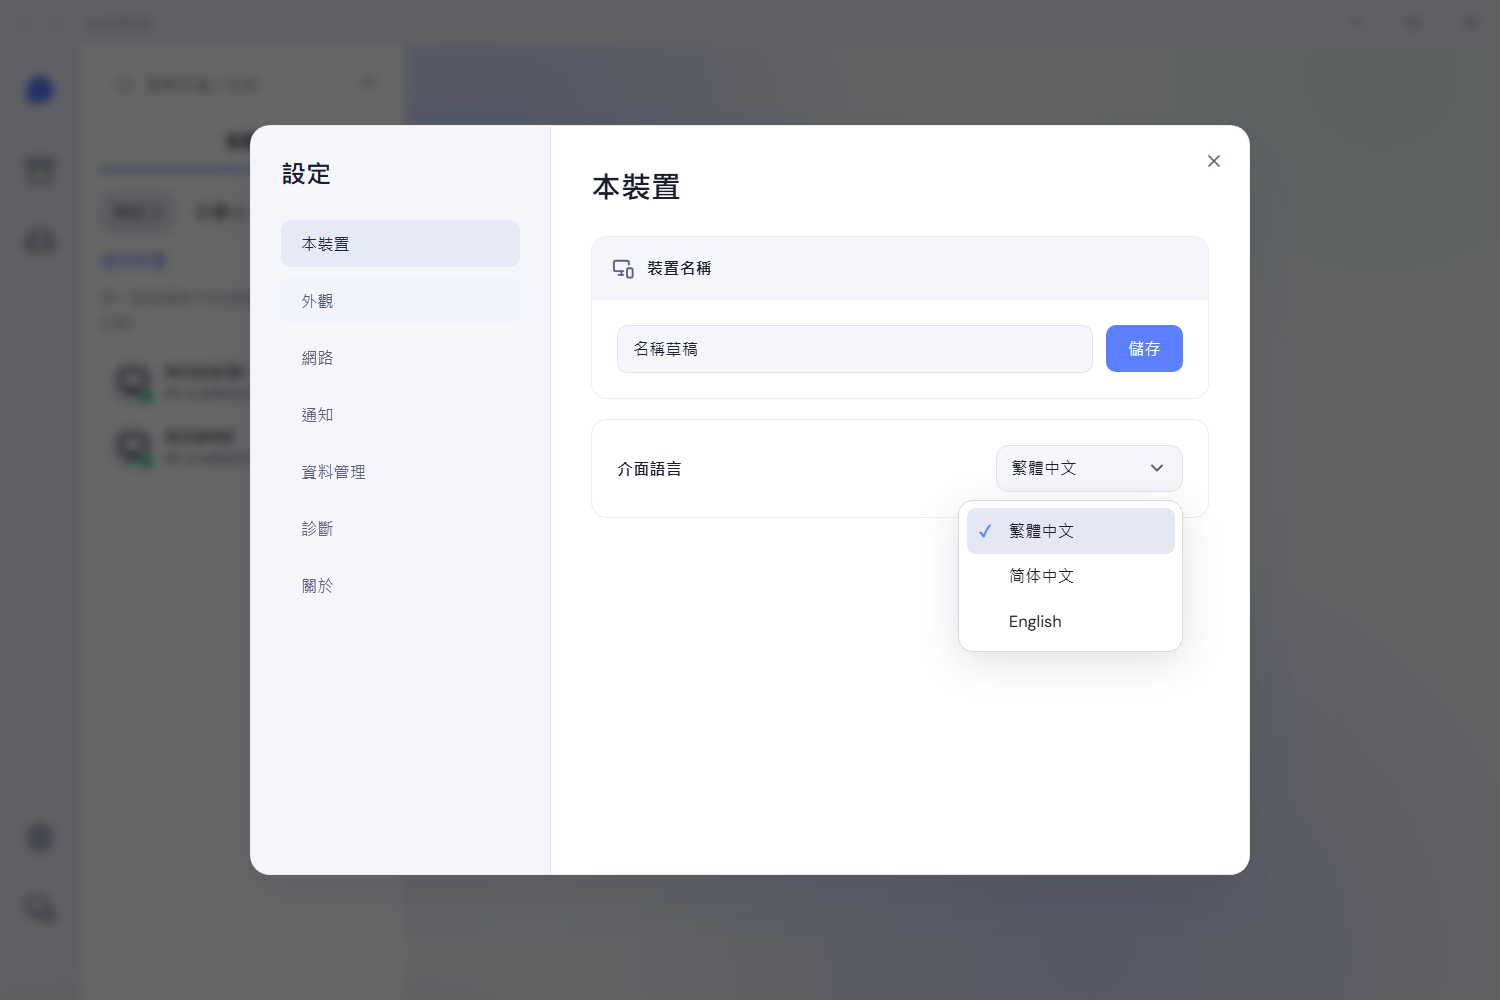 設定
本裝置
外觀
網路
通知
資料管理
診斷
關於
本裝置
裝置名稱
名稱草稿
儲存
介面語言
繁體中文
繁體中文
简体中文
English